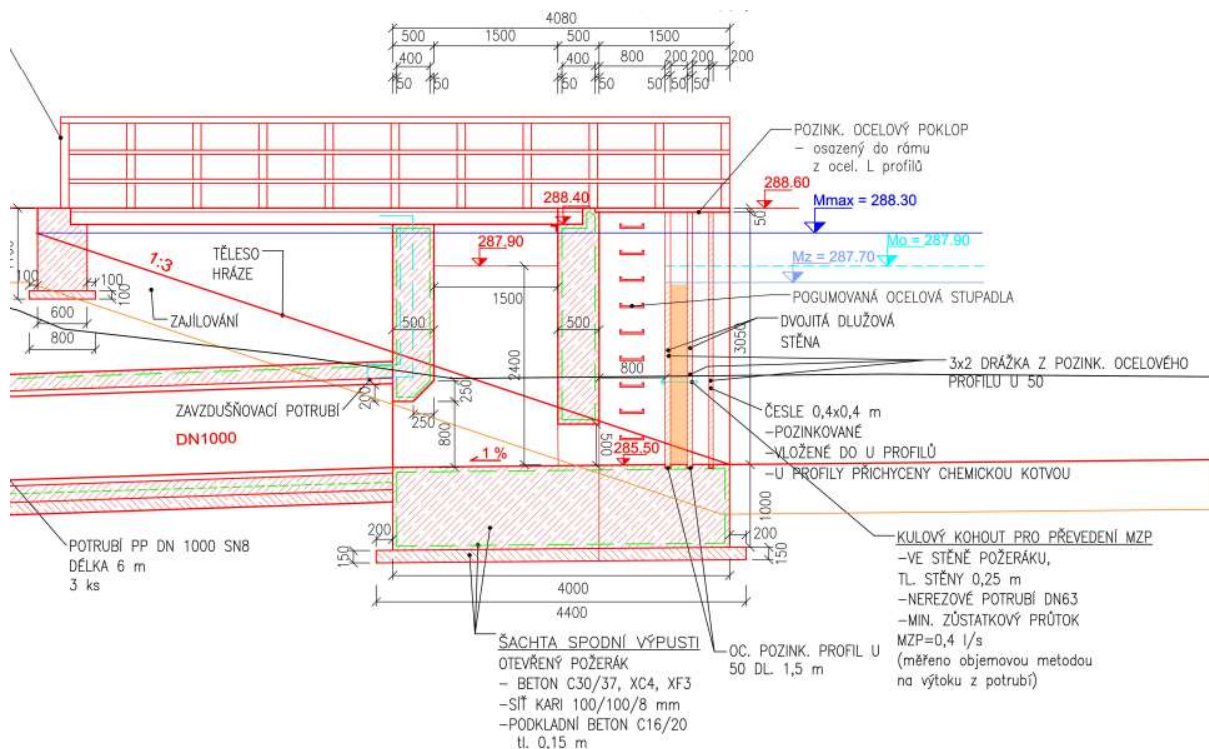 4080
500
1500
500
1500
400
400
800
200
200
200
50
50
50
50
50
50
50
POZINK. OCELOVÝ POKLOP
– osazený do rámu
z ocel. L profilů
288.60
288.40
50
Mmax = 288.30
287.90
Mo = 287.90
Mz = 287.70
1:3
TĚLESO
HRÁZE
100
100
100
1500
ZAJÍLOVÁNÍ
600
800
500
500
POGUMOVANÁ OCELOVÁ STUPADLA
DVOJITÁ DLUŽOVÁ
STĚNA
3050
2400
800
3x2 DRÁŽKA Z POZINK. OCELOVÉHO
PROFILU U 50
200
250
250
ZAVZDUŠŇOVACÍ POTRUBÍ
ČESLE 0,4x0,4 m
–POZINKOVANÉ
–VLOŽENÉ DO U PROFILŮ
–U PROFILY PŘICHYCENY CHEMICKOU KOTVOU
DN1000
800
500
1 %
285.50
1000
200
200
150
150
POTRUBÍ PP DN 1000 SN8
DÉLKA 6 m
3 ks
KULOVÝ KOHOUT PRO PŘEVEDENÍ MZP
–VE STĚNĚ POŽERÁKU,
TL. STĚNY 0,25 m
–NEREZOVÉ POTRUBÍ DN63
–MIN. ZŮSTATKOVÝ PRŮTOK
MZP=0,4 l/s
(měřeno objemovou metodou
na výtoku z potrubí)
4000
4400
ŠACHTA SPODNÍ VÝPUSTI
OTEVŘENÝ POŽERÁK
– BETON C30/37, XC4, XF3
–SÍŤ KARI 100/100/8 mm
–PODKLADNÍ BETON C16/20
tl. 0,15 m
OC. POZINK. PROFIL U
50 DL. 1,5 m